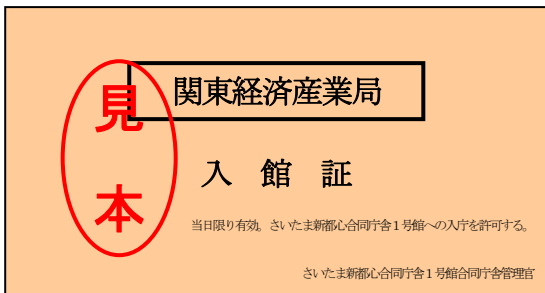 見本
関東経済産業局
入館証
当日限り有効。さいたま新都心合同庁舎1号館への入庁を許可する。
さいたま新都心合同庁舎1号館合同庁舎管理官